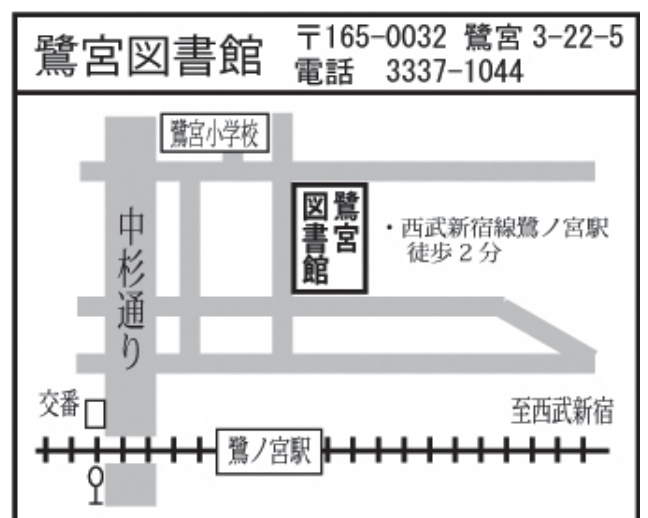 鷺宮図書館
〒165-0032 鷺宮 3-22-5
電話 3337-1044
鷺宮小学校
中杉通り
鷺宮
図書館
・西武新宿線鷺ノ宮駅
徒歩2分
交番
至西武新宿
鷺ノ宮駅